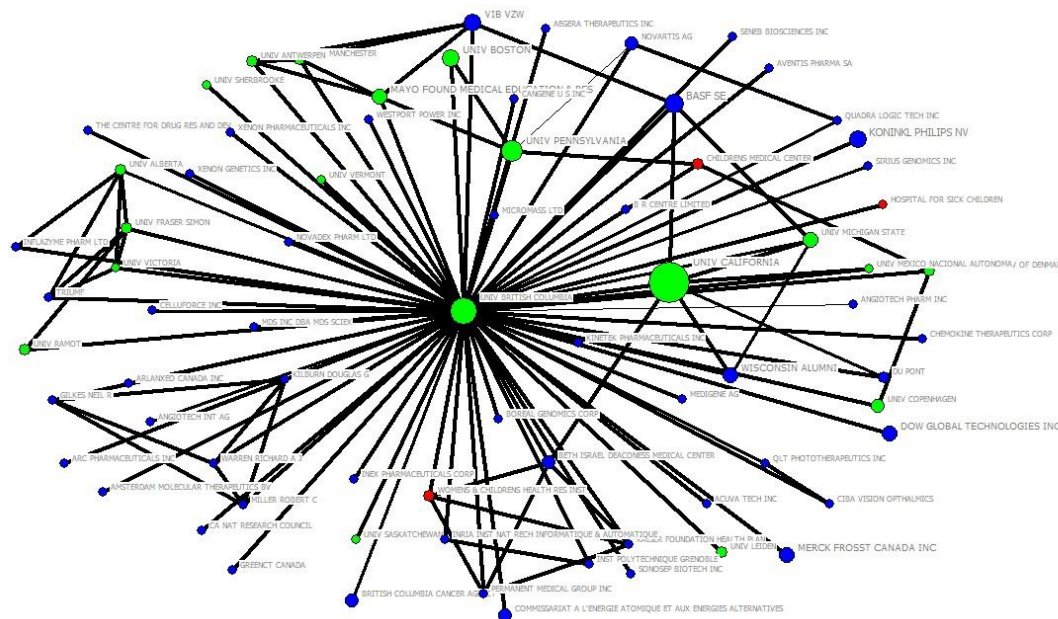 VIB VZW
AEGERA THERAPEUTICS INC
NOVARTIS AG
SENEB BIOSCIENCES INC
UNIV ANTWERPEN
MANCHESTER
UNIV BOSTON
AVENTIS PHARMA SA
UNIV SHERBROOKE
MAYO FOUND MEDICAL EDUCATION & RES
CANGENE U S INC
BASF SE
WESTPORT POWER INC
QUADRA LOGIC TECH INC
THE CENTRE FOR DRUG RES AND DEV
XENON PHARMACEUTICALS INC
UNIV PENNSYLVANIA
KONINKL PHILIPS NV
UNIV ALBERTA
XENON GENETICS INC
UNIV VERMONT
CHILDRENS MEDICAL CENTER
SIRIUS GENOMICS INC
MICROMASS LTD
B R CENTRE LIMITED
HOSPITAL FOR SICK CHILDREN
UNIV FRASER SIMON
INFLAZYME PHARM LTD
NOVADEX PHARM LTD
UNIV MICHIGAN STATE
UNIV VICTORIA
UNIV CALIFORNIA
UNIV MEXICO NACIONAL AUTONOMA
/ OF DENMA
TRIUMF
UNIV BRITISH COLUMBIA
CELLUFORCE INC
ANGIOTECH PHARM INC
MDS INC DBA MDS SCIEX
UNIV RAMOT
XINETEK PHARMACEUTICALS INC
CHEMOKINE THERAPEUTICS CORP
ARLANXEO CANADA INC
KILBURN DOUGLAS G
WISCONSIN ALUMNI
DU PONT
GILKES NEIL R
MEDIGENE AG
UNIV COPENHAGEN
ANGIOTECH INT AG
BOREAL GENOMICS CORP
DOW GLOBAL TECHNOLOGIES INC
ARC PHARMACEUTICALS INC
WARREN RICHARD A J
BETH ISRAEL DEACONESS MEDICAL CENTER
QLT PHOTOTHERAPEUTICS INC
INEX PHARMACEUTICALS CORP
AMSTERDAM MOLECULAR THERAPEUTICS BV
MILLER ROBERT C
WOMENS & CHILDRENS HEALTH RES INST
ACUVA TECH INC
CIBA VISION OPTHALMICS
CA NAT RESEARCH COUNCIL
UNIV SASKATCHEWAN
INRIA INST NAT RECH INFORMATIQUE & AUTOMATIQUE
FOUNDATION HEALTH PLAN
UNIV LEIDEN
MERCK FROSST CANADA INC
GREENCT CANADA
INST POLYTECHNIQUE GRENOBLE
SONOSEP BIOTECH INC
BRITISH COLUMBIA CANCER
PERMANENT MEDICAL GROUP INC
COMMISSARIAT A L'ENERGIE ATOMIQUE ET AUX ENERGIES ALTERNATIVES